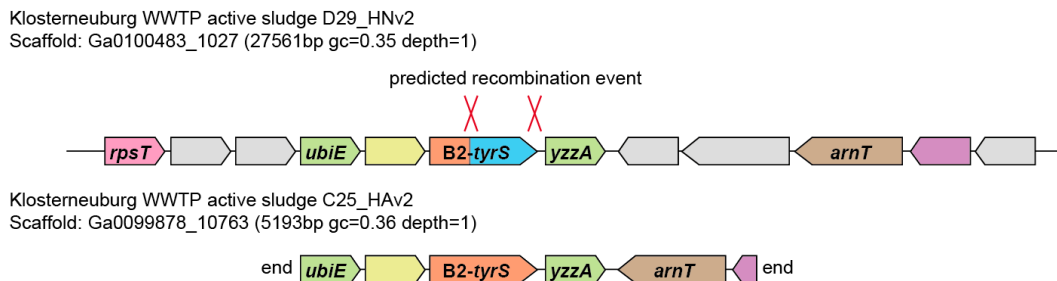 Klosterneuburg WWTP active sludge D29_HNv2
Scaffold: Ga0100483_1027 (27561bp gc=0.35 depth=1)
predicted recombination event
rpsT ubiE B2-tyrS yzzA arnT
Klosterneuburg WWTP active sludge C25_HAv2
Scaffold: Ga0099878_10763 (5193bp gc=0.36 depth=1)
end ubiE B2-tyrS yzzA arnT end